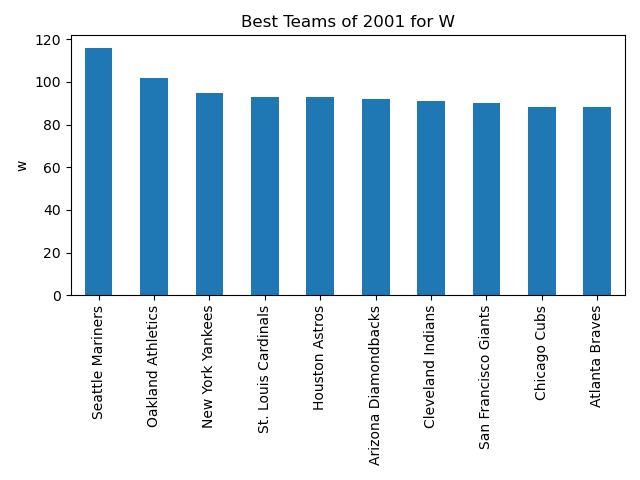 Best Teams of 2001 for W
120
100
80
60
40
20
0
w
Seattle Mariners
Oakland Athletics
New York Yankees
St. Louis Cardinals
Houston Astros
Arizona Diamondbacks
Cleveland Indians
San Francisco Giants
Chicago Cubs
Atlanta Braves